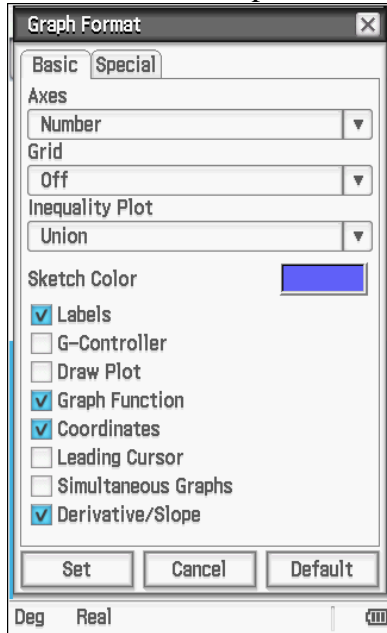 Graph Format
Basic Special
Axes
Number
Grid
Off
Inequality Plot
Union
Sketch Color
Labels
G-Controller
Draw Plot
Graph Function
Coordinates
Leading Cursor
Simultaneous Graphs
Derivative/Slope
Set Cancel Default
Deg Real